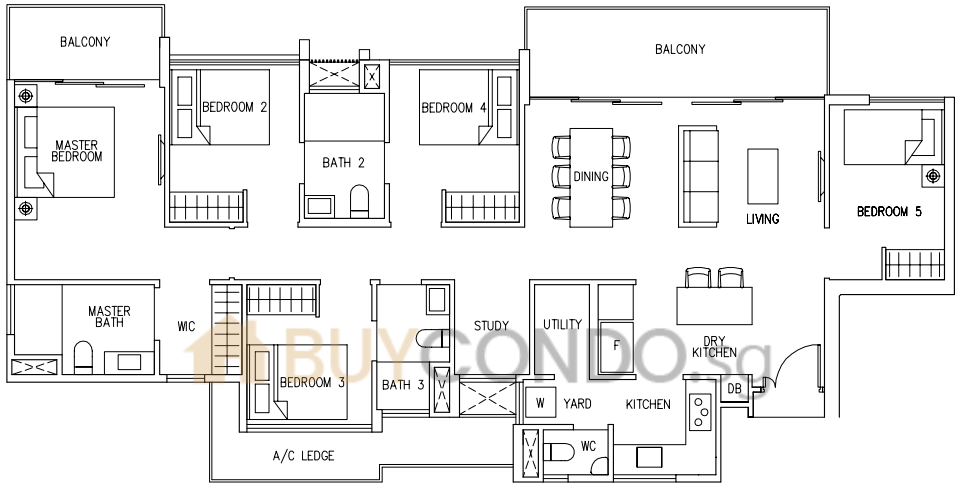 BALCONY
BALCONY
BEDROOM 2
BEDROOM 4
MASTER
BEDROOM
BATH 2
DINING
LIVING
BEDROOM 5
MASTER
BATH
WIC
STUDY
UTILITY
F
DRY
KITCHEN
BUYCONDO.sg
BEDROOM 3
BATH 3
DB
W
YARD
KITCHEN
WC
A/C LEDGE
X